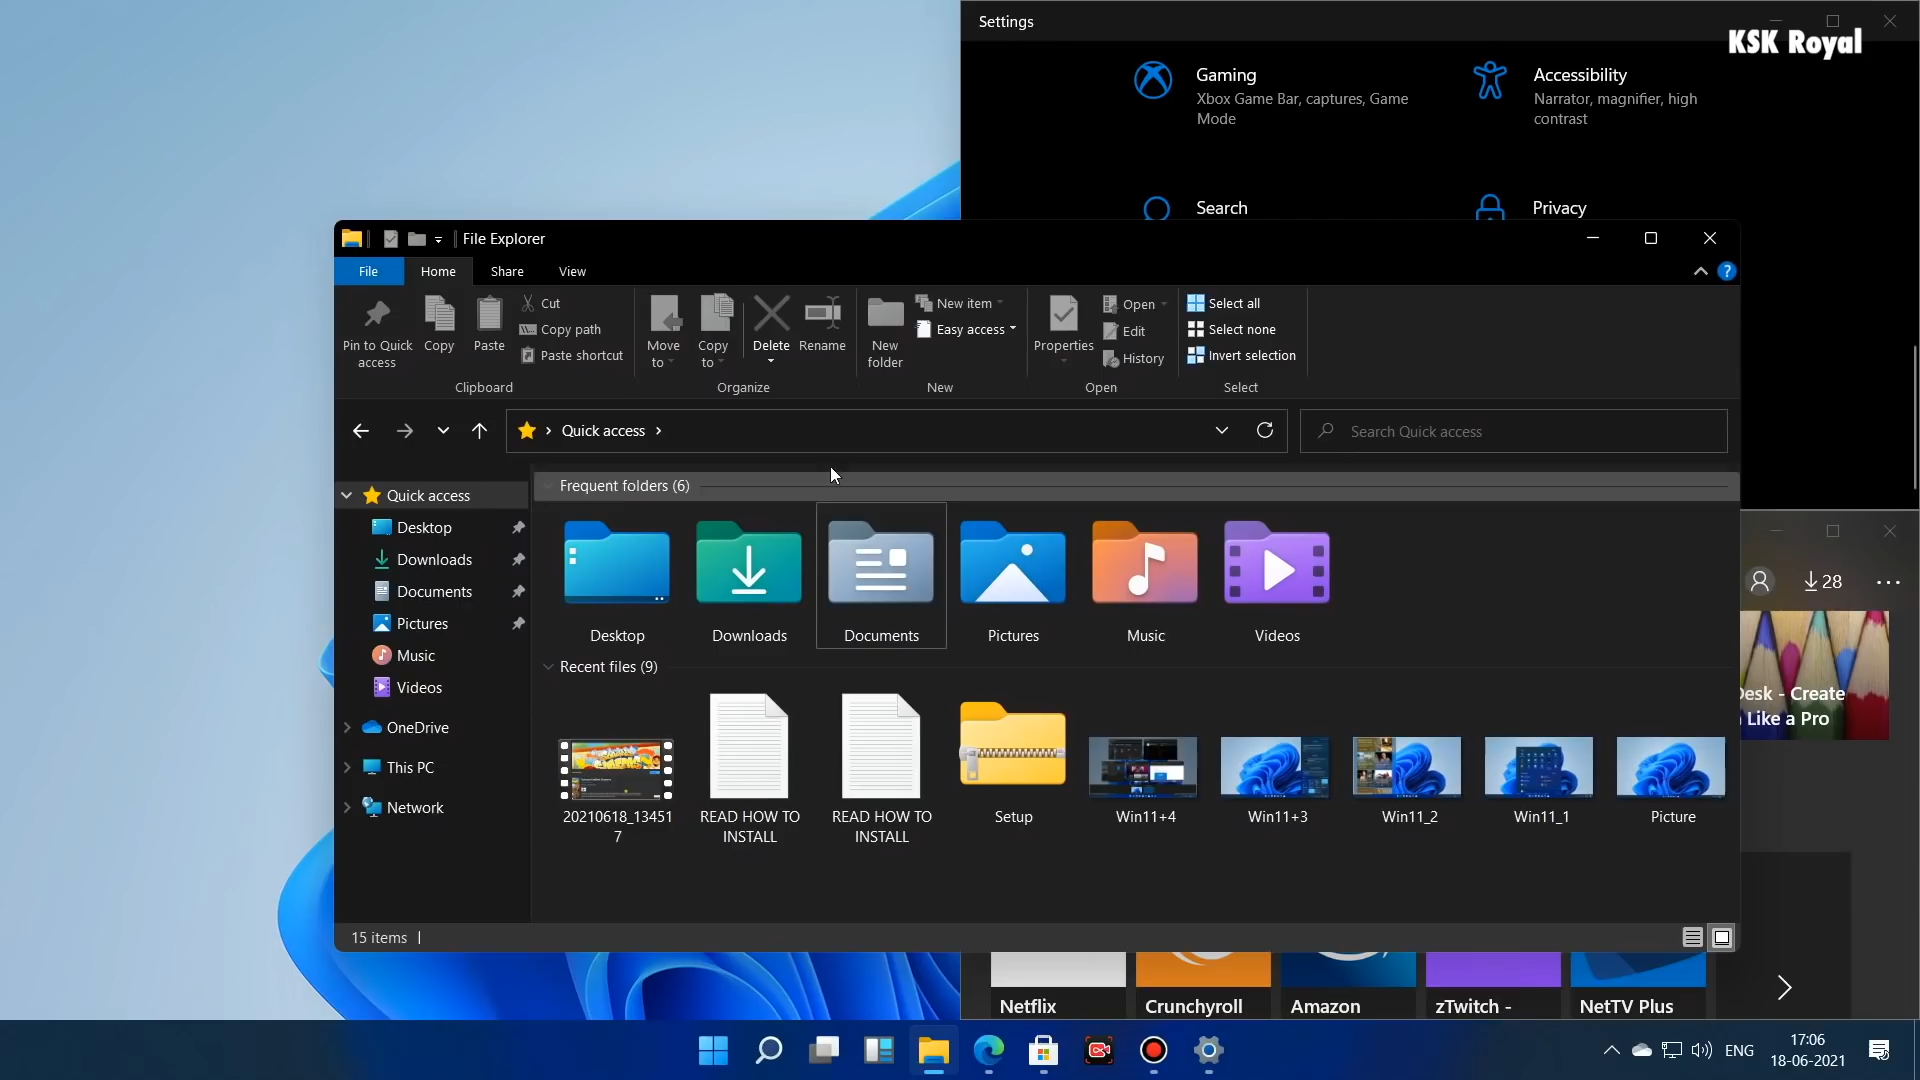 Settings
KSK Royal
Gaming
Xbox Game Bar, captures, Game
Mode
Accessibility
Narrator, magnifier, high
contrast
Search
Privacy
File Explorer
File
Home
Share
View
?
Pin to Quick
access
Copy
Paste
Cut
Copy path
Paste shortcut
Clipboard
Move
to
Copy
to
Delete
Rename
Organize
New
folder
New item
Easy access
New
Properties
Open
Edit
History
Open
Select all
Select none
Invert selection
Select
Quick access
Search Quick access
Quick access
Desktop
Downloads
Documents
Pictures
Music
Videos
OneDrive
This PC
Network
Frequent folders (6)
Desktop
Downloads
Documents
Pictures
Music
Videos
Recent files (9)
20210618_13451
7
READ HOW TO
INSTALL
READ HOW TO
INSTALL
Setup
Win11+4
Win11+3
Win11_2
Win11_1
Picture
15 items
28
Desk - Create
Like a Pro
Netflix
Crunchyroll
Amazon
zTwitch -
NetTV Plus
ENG
17:06
18-06-2021